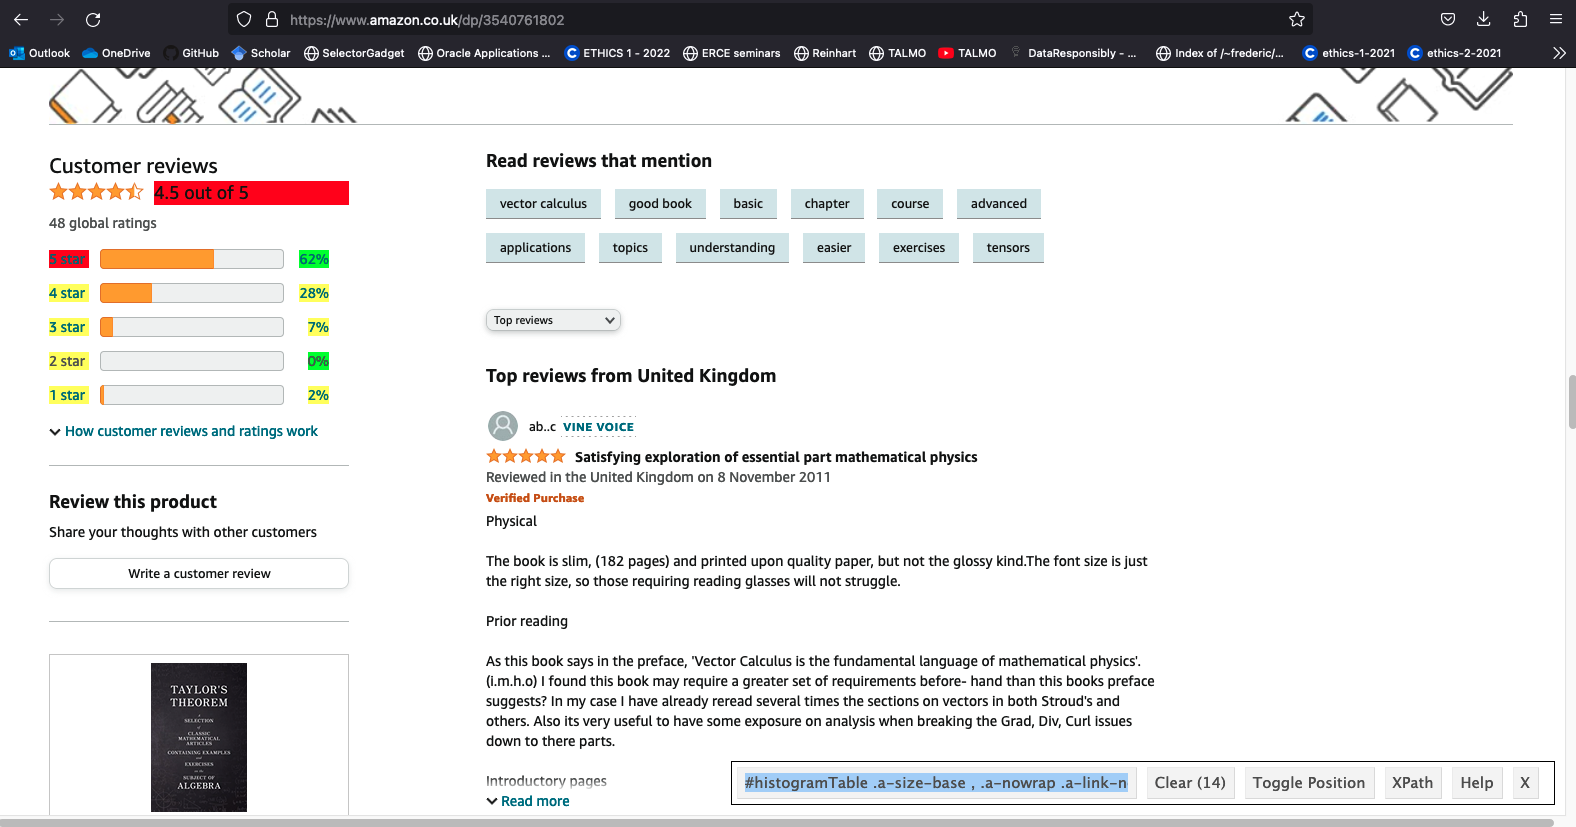 https://www.amazon.co.uk/dp/3540761802
Outlook OneDrive GitHub Scholar SelectorGadget Oracle Applications ... ETHICS 1 - 2022 ERCE seminars Reinhart TALMO TALMO DataResponsibly - ... Index of /~frederic/... ethics-1-2021 ethics-2-2021
Customer reviews
4.5 out of 5
48 global ratings
5 star 62%
4 star 28%
3 star 7%
2 star 0%
1 star 2%
How customer reviews and ratings work
Review this product
Share your thoughts with other customers
Write a customer review
TAYLOR'S
THEOREM
A
SELECTION
OF
CLASSIC
MATHEMATICAL
ARTICLES
CONTAINING EXAMPLES
AND
EXERCISES
ON THE
SUBJECT OF
ALGEBRA
Read reviews that mention
vector calculus good book basic chapter course advanced
applications topics understanding easier exercises tensors
Top reviews
Top reviews from United Kingdom
ab..c VINE VOICE
Satisfying exploration of essential part mathematical physics
Reviewed in the United Kingdom on 8 November 2011
Verified Purchase
Physical
The book is slim, (182 pages) and printed upon quality paper, but not the glossy kind.The font size is just
the right size, so those requiring reading glasses will not struggle.
Prior reading
As this book says in the preface, 'Vector Calculus is the fundamental language of mathematical physics'.
(i.m.h.o) I found this book may require a greater set of requirements before- hand than this books preface
suggests? In my case I have already reread several times the sections on vectors in both Stroud's and
others. Also its very useful to have some exposure on analysis when breaking the Grad, Div, Curl issues
down to there parts.
Introductory pages
Read more
#histogramTable .a-size-base , .a-nowrap .a-link-n Clear (14) Toggle Position XPath Help X